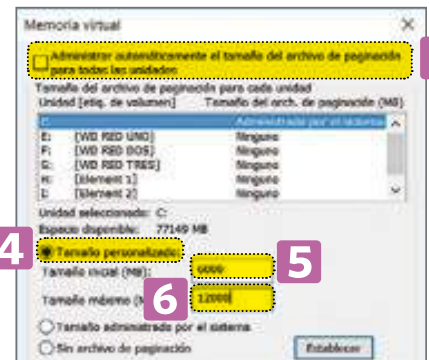 Memoria virtual
Administrar automáticamente el tamaño del archivo de paginación
para todas las unidades
Tamaño del archivo de paginación para cada unidad
Unidad [etiq. de volumen] Tamaño del arch. de paginación (MB)
C: Administrado por el sistema
E: [WD RED UNO] Ninguno
F: [WD RED DOS] Ninguno
G: [WD RED TRES] Ninguno
H: [Element 1] Ninguno
I: [Element 2] Ninguno
Unidad seleccionada: C:
Espacio disponible: 77149 MB
4 Tamaño personalizado:
Tamaño inicial (MB): 6000 5
Tamaño máximo 6 12000
Tamaño administrado por el sistema
Sin archivo de paginación Establecer